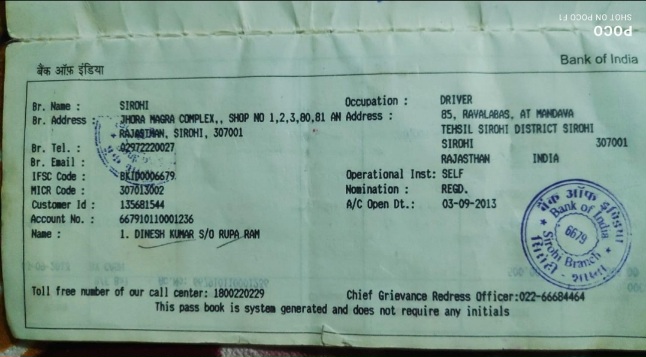 SHOT ON POCO F1
POCO
बैंक ऑफ़ इंडिया
Bank of India
Br. Name : SIROHI
Br. Address : JHORA MAGRA COMPLEX,, SHOP NO 1,2,3,80,81 AN
RAJASTHAN, SIROHI, 307001
Br. Tel. : 02972220027
Br. Email :
IFSC Code : BKID0006679
MICR Code : 307013002
Customer Id : 135681544
Account No. : 667910110001236
Name : 1. DINESH KUMAR S/O RUPA RAM
Occupation : DRIVER
Address : 85, RAVALABAS, AT MANDAVA
TEHSIL SIROHI DISTRICT SIROHI
SIROHI 307001
RAJASTHAN INDIA
Operational Inst: SELF
Nomination : REGD.
A/C Open Dt.: 03-09-2013
बैंक ऑफ इण्डिया
Bank of India
6679
Sirohi Branch
Toll free number of our call center: 1800220229
Chief Grievance Redress Officer:022-66684464
This pass book is system generated and does not require any initials